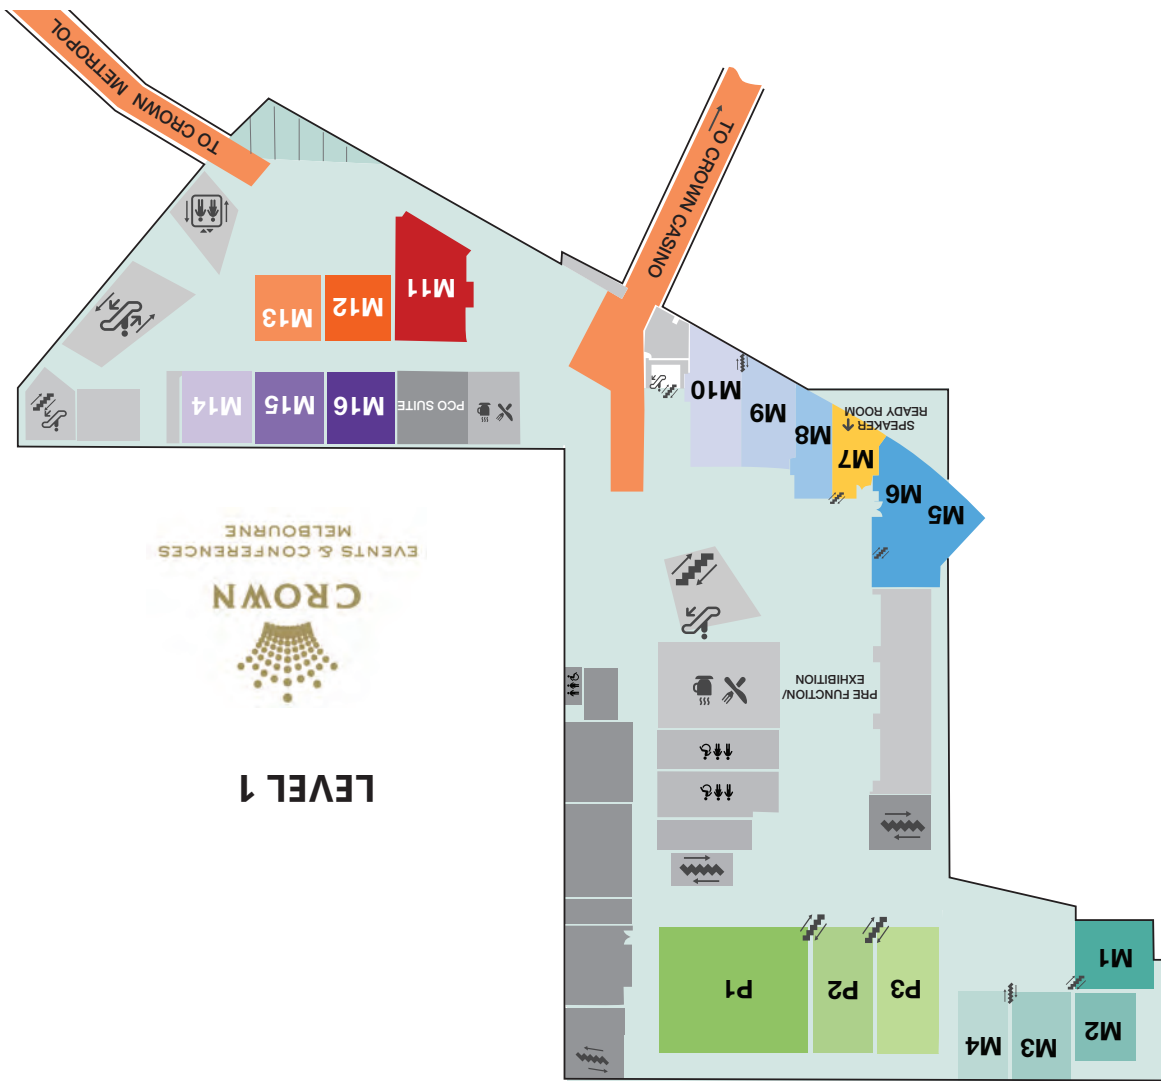 M2
M3
M4
P3
P2
P1
M1
LEVEL 1
PRE FUNCTION/
EXHIBITION
CROWN
EVENTS & CONFERENCES
MELBOURNE
M5
M6
M7
M8
M9
M10
SPEAKER
READY ROOM
PCO SUITE
M16
M15
M14
M11
M12
M13
TO CROWN CASINO
TO CROWN METROPOL